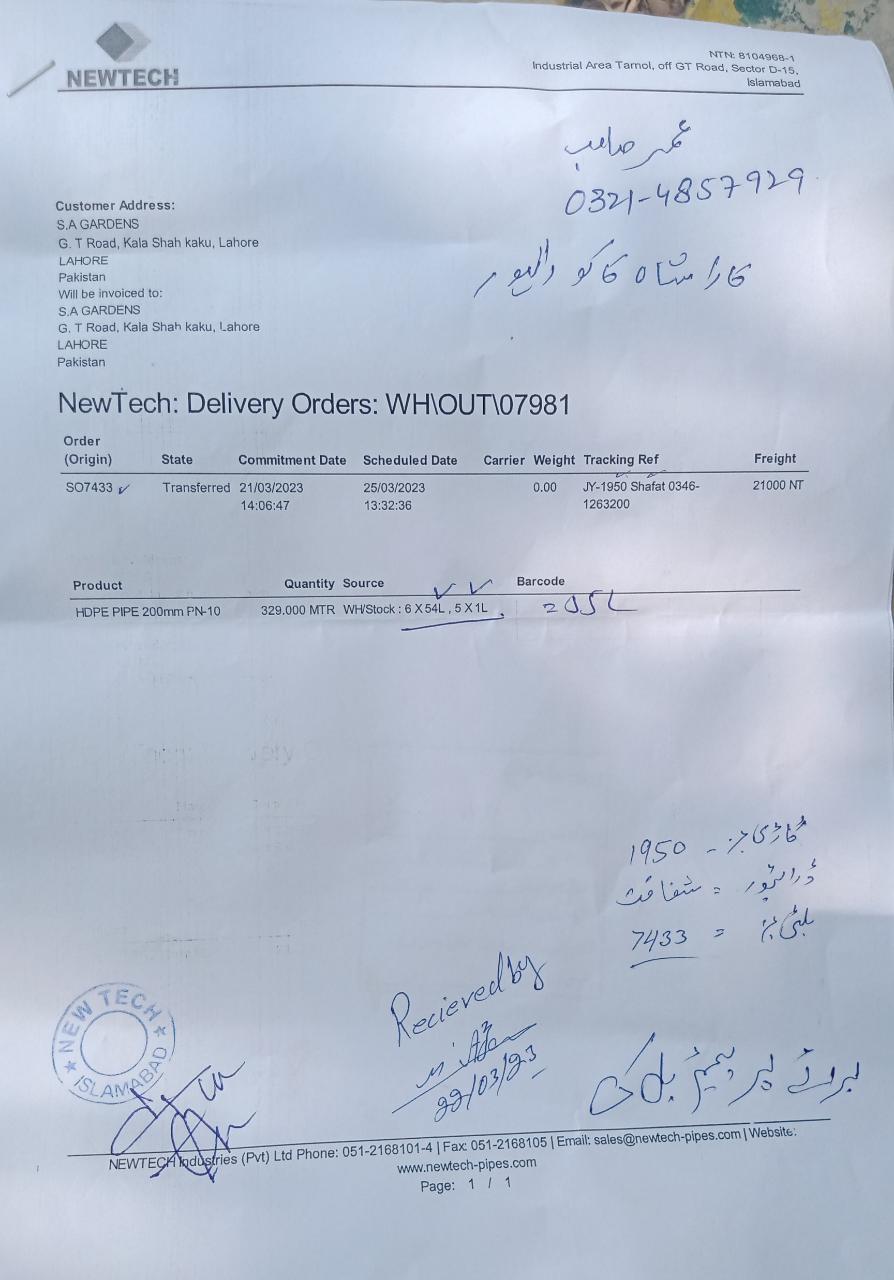 NEWTECH
NTN: 8104968-1
Industrial Area Tarnol, off GT Road, Sector D-15,
Islamabad
عمر صاحب
0321-4857929
Customer Address:
S.A GARDENS
G. T Road, Kala Shah kaku, Lahore
LAHORE
Pakistan
Will be invoiced to:
S.A GARDENS
G. T Road, Kala Shah kaku, Lahore
LAHORE
Pakistan
کالا شاہ کاکو لاہور
NewTech: Delivery Orders: WH\OUT\07981
Order (Origin) State Commitment Date Scheduled Date Carrier Weight Tracking Ref Freight
SO7433 Transferred 21/03/2023 14:06:47 25/03/2023 13:32:36 0.00 JY-1950 Shafat 0346-1263200 21000 NT
Product Quantity Source Barcode
HDPE PIPE 200mm PN-10 329.000 MTR WH/Stock : 6 X 54L , 5 X 1L
گاڑی نمبر - 1950
ڈرائیور = شفاقت
بلٹی نمبر = 7433
Recieved by
22/03/23
NEW TECH
ISLAMABAD
NEWTECH Industries (Pvt) Ltd Phone: 051-2168101-4 | Fax: 051-2168105 | Email: sales@newtech-pipes.com | Website:
www.newtech-pipes.com
Page: 1 / 1